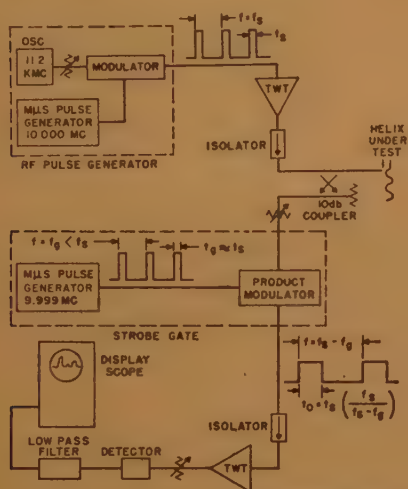 f=fs
ts
OSC
11.2
KMC
MODULATOR
MμS PULSE
GENERATOR
10.000 MC
RF PULSE GENERATOR
TWT
ISOLATOR
HELIX
UNDER
TEST
10db
COUPLER
f=fg<fs
tg≈ts
MμS PULSE
GENERATOR
9.999 MC
PRODUCT
MODULATOR
STROBE GATE
DISPLAY
SCOPE
f=fs-fg
to=ts(fs/fs-fg)
ISOLATOR
LOW PASS
FILTER
DETECTOR
TWT